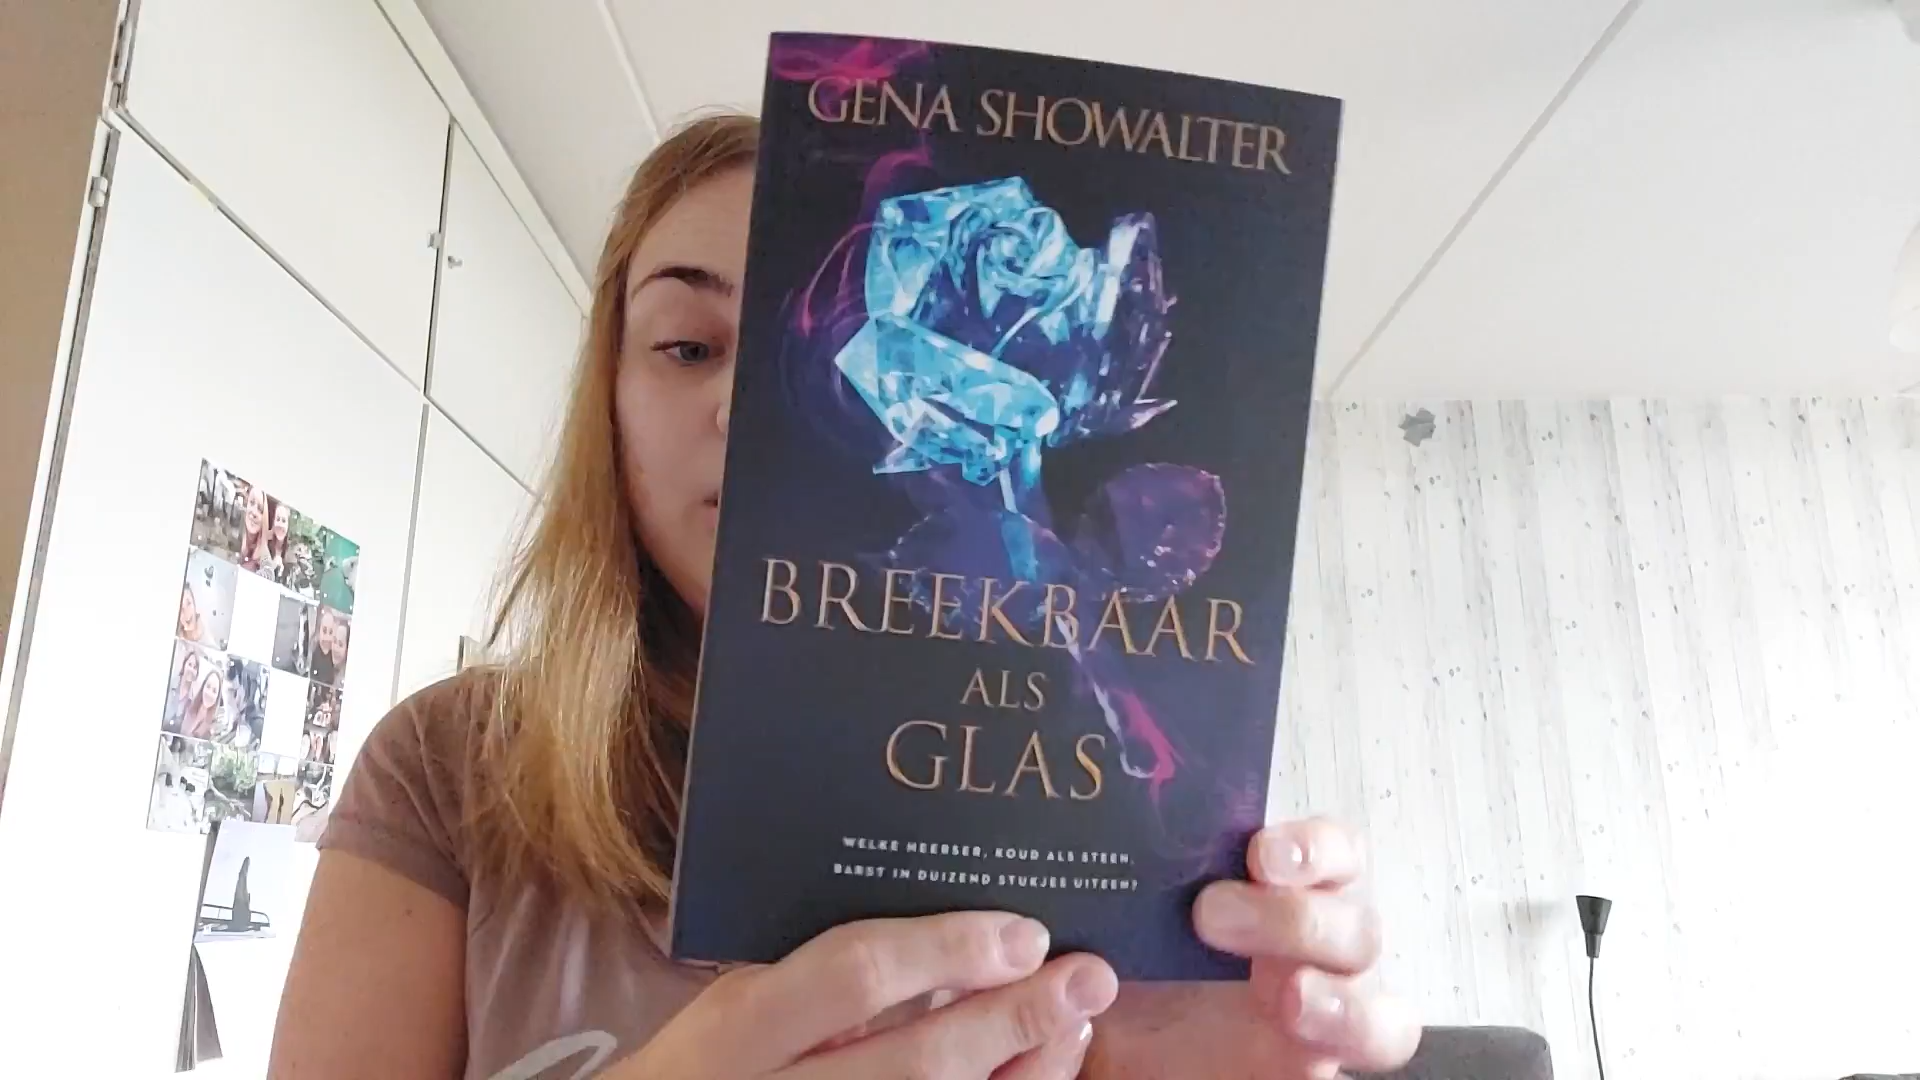 GENA SHOWALTER
BREEKBAAR
ALS
GLAS
WELKE HEERSER, KOUD ALS STEEN,
BARST IN DUIZEND STUKJES UITEEN?